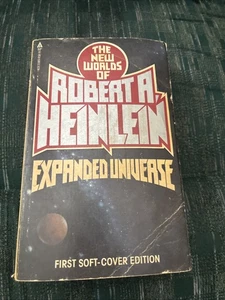 THE
NEW
WORLDS
OF
ROBERT A.
HEINLEIN
EXPANDED UNIVERSE
FIRST SOFT-COVER EDITION